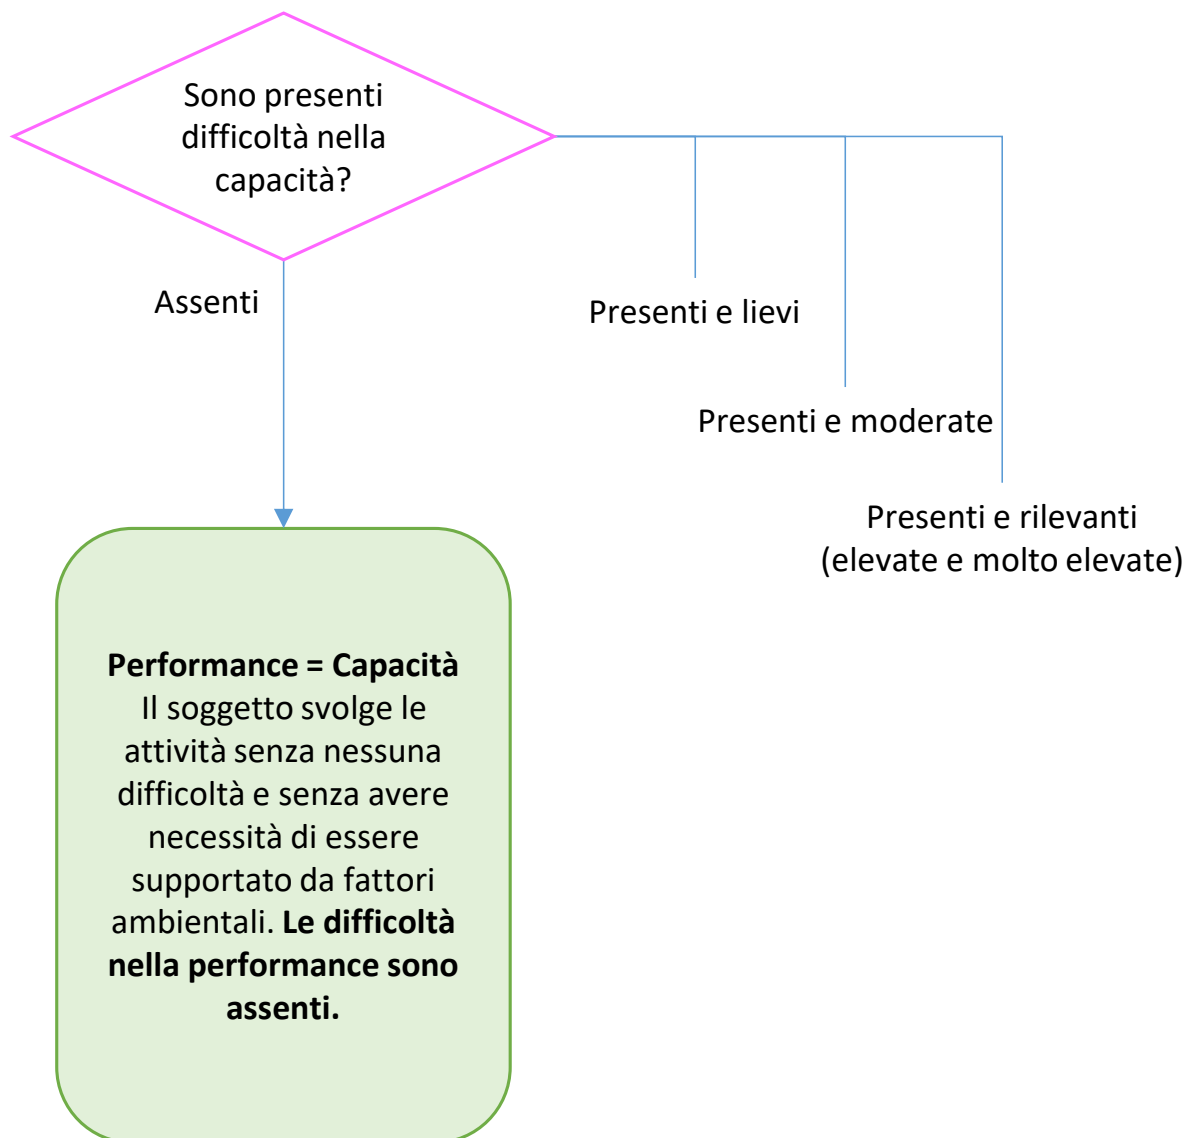 Sono presenti
difficoltà nella
capacità?
Assenti
Presenti e lievi
Presenti e moderate
Presenti e rilevanti
(elevate e molto elevate)
Performance = Capacità
Il soggetto svolge le
attività senza nessuna
difficoltà e senza avere
necessità di essere
supportato da fattori
ambientali. Le difficoltà
nella performance sono
assenti.